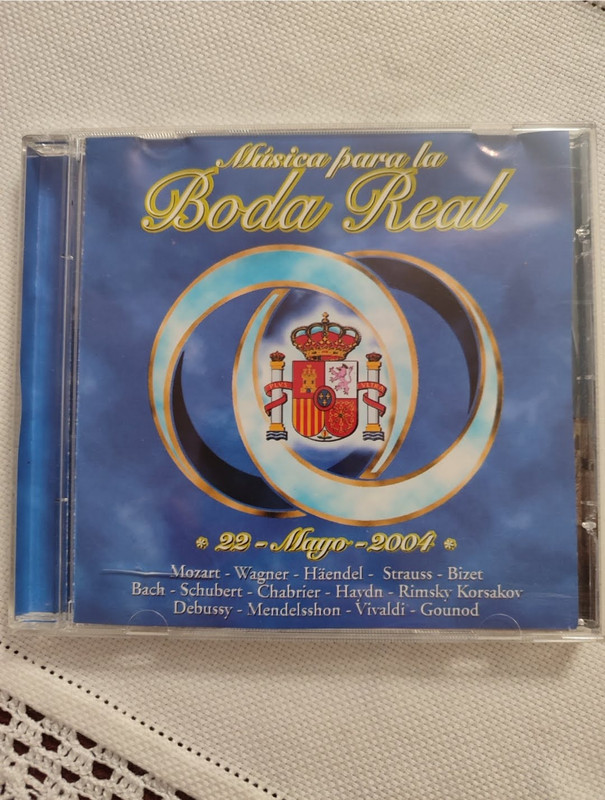 Música para la
Boda Real
PLUS VLTRA
* 22 - Mayo - 2004 *
Mozart - Wagner - Häendel - Strauss - Bizet
Bach - Schubert - Chabrier - Haydn - Rimsky Korsakov
Debussy - Mendelsshon - Vivaldi - Gounod